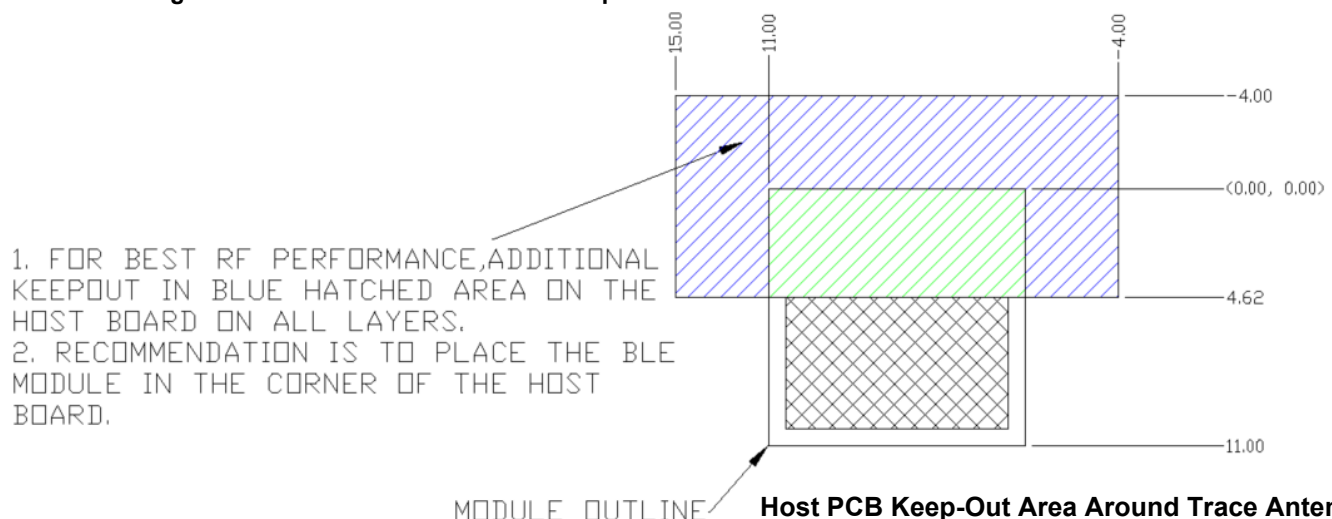 15.00
11.00
-4.00
-4.00
(0.00, 0.00)
1. FOR BEST RF PERFORMANCE,ADDITIONAL
KEEPOUT IN BLUE HATCHED AREA ON THE
HOST BOARD ON ALL LAYERS.
2. RECOMMENDATION IS TO PLACE THE BLE
MODULE IN THE CORNER OF THE HOST
BOARD.
4.62
11.00
MODULE OUTLINE
Host PCB Keep-Out Area Around Trace Anter